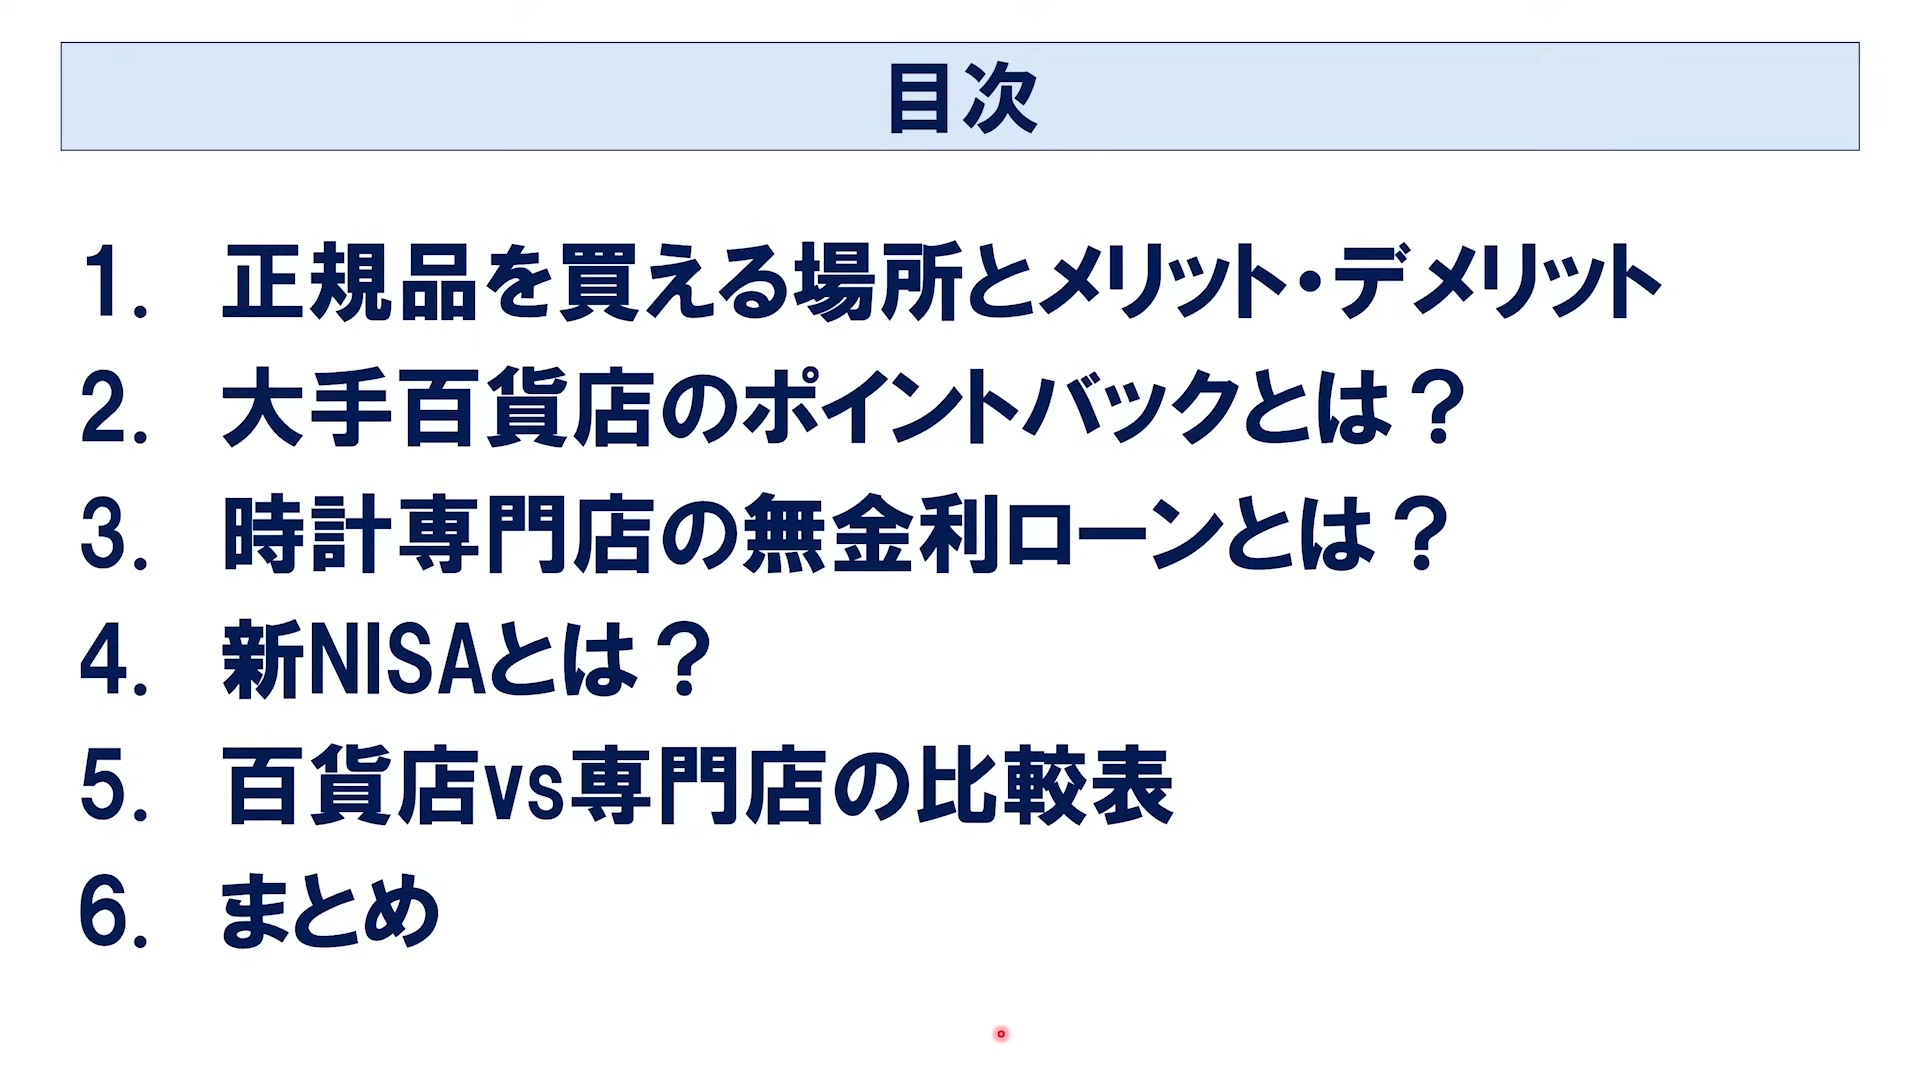 目次
1. 正規品を買える場所とメリット・デメリット
2. 大手百貨店のポイントバックとは？
3. 時計専門店の無金利ローンとは？
4. 新NISAとは？
5. 百貨店vs専門店の比較表
6. まとめ